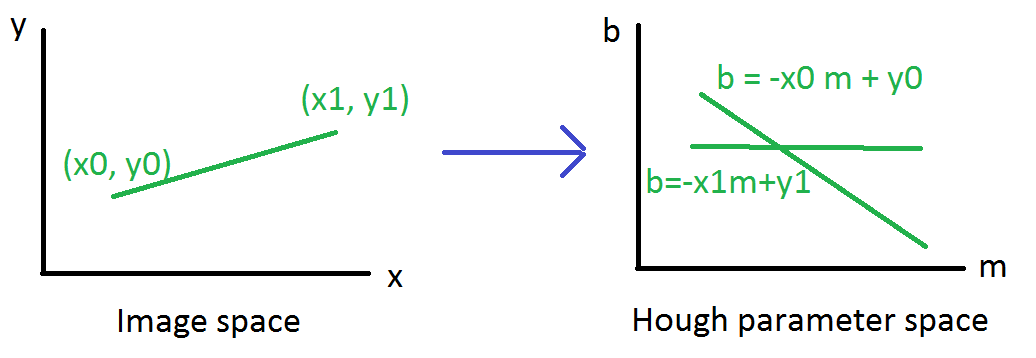 y
(x1, y1)
(x0, y0)
x
Image space
b
b = -x0 m + y0
b=-x1m+y1
m
Hough parameter space